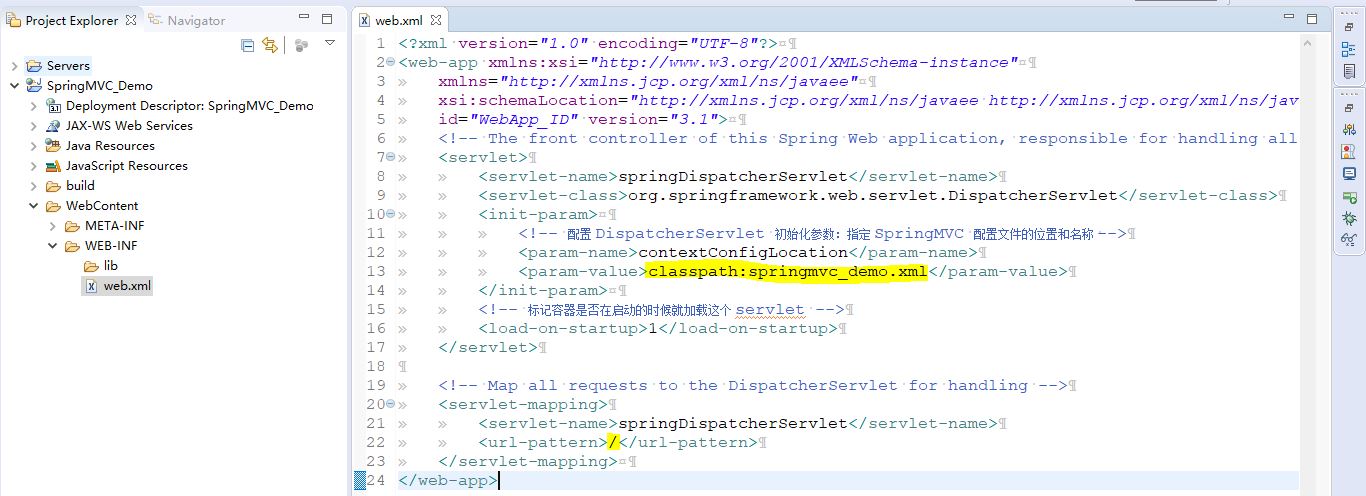 Project Explorer
Navigator
Servers
SpringMVC_Demo
Deployment Descriptor: SpringMVC_Demo
JAX-WS Web Services
Java Resources
JavaScript Resources
build
WebContent
META-INF
WEB-INF
lib
web.xml
web.xml
1 <?xml version="1.0" encoding="UTF-8"?>
2 <web-app xmlns:xsi="http://www.w3.org/2001/XMLSchema-instance"
3 xmlns="http://xmlns.jcp.org/xml/ns/javaee"
4 xsi:schemaLocation="http://xmlns.jcp.org/xml/ns/javaee http://xmlns.jcp.org/xml/ns/jav
5 id="WebApp_ID" version="3.1">
6 <!-- The front controller of this Spring Web application, responsible for handling all
7 <servlet>
8 <servlet-name>springDispatcherServlet</servlet-name>
9 <servlet-class>org.springframework.web.servlet.DispatcherServlet</servlet-class>
10 <init-param>
11 <!-- 配置 DispatcherServlet 初始化参数：指定 SpringMVC 配置文件的位置和名称 -->
12 <param-name>contextConfigLocation</param-name>
13 <param-value>classpath:springmvc_demo.xml</param-value>
14 </init-param>
15 <!-- 标记容器是否在启动的时候就加载这个 servlet -->
16 <load-on-startup>1</load-on-startup>
17 </servlet>
18
19 <!-- Map all requests to the DispatcherServlet for handling -->
20 <servlet-mapping>
21 <servlet-name>springDispatcherServlet</servlet-name>
22 <url-pattern>/</url-pattern>
23 </servlet-mapping>
24 </web-app>